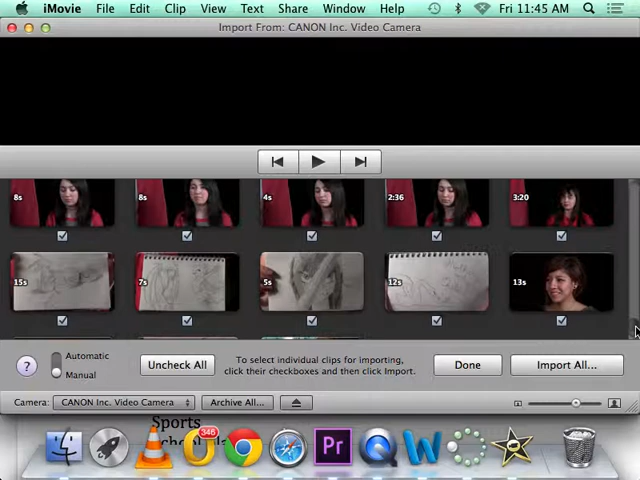 iMovie File Edit Clip View Text Share Window Help Fri 11:45 AM
Import From: CANON Inc. Video Camera
8s 8s 4s 2:36 3:20
15s 7s 5s 12s 13s
Automatic
Manual
Uncheck All
To select individual clips for importing,
click their checkboxes and then click Import.
Done
Import All...
Camera: CANON Inc. Video Camera Archive All...
Sports
346
Pr